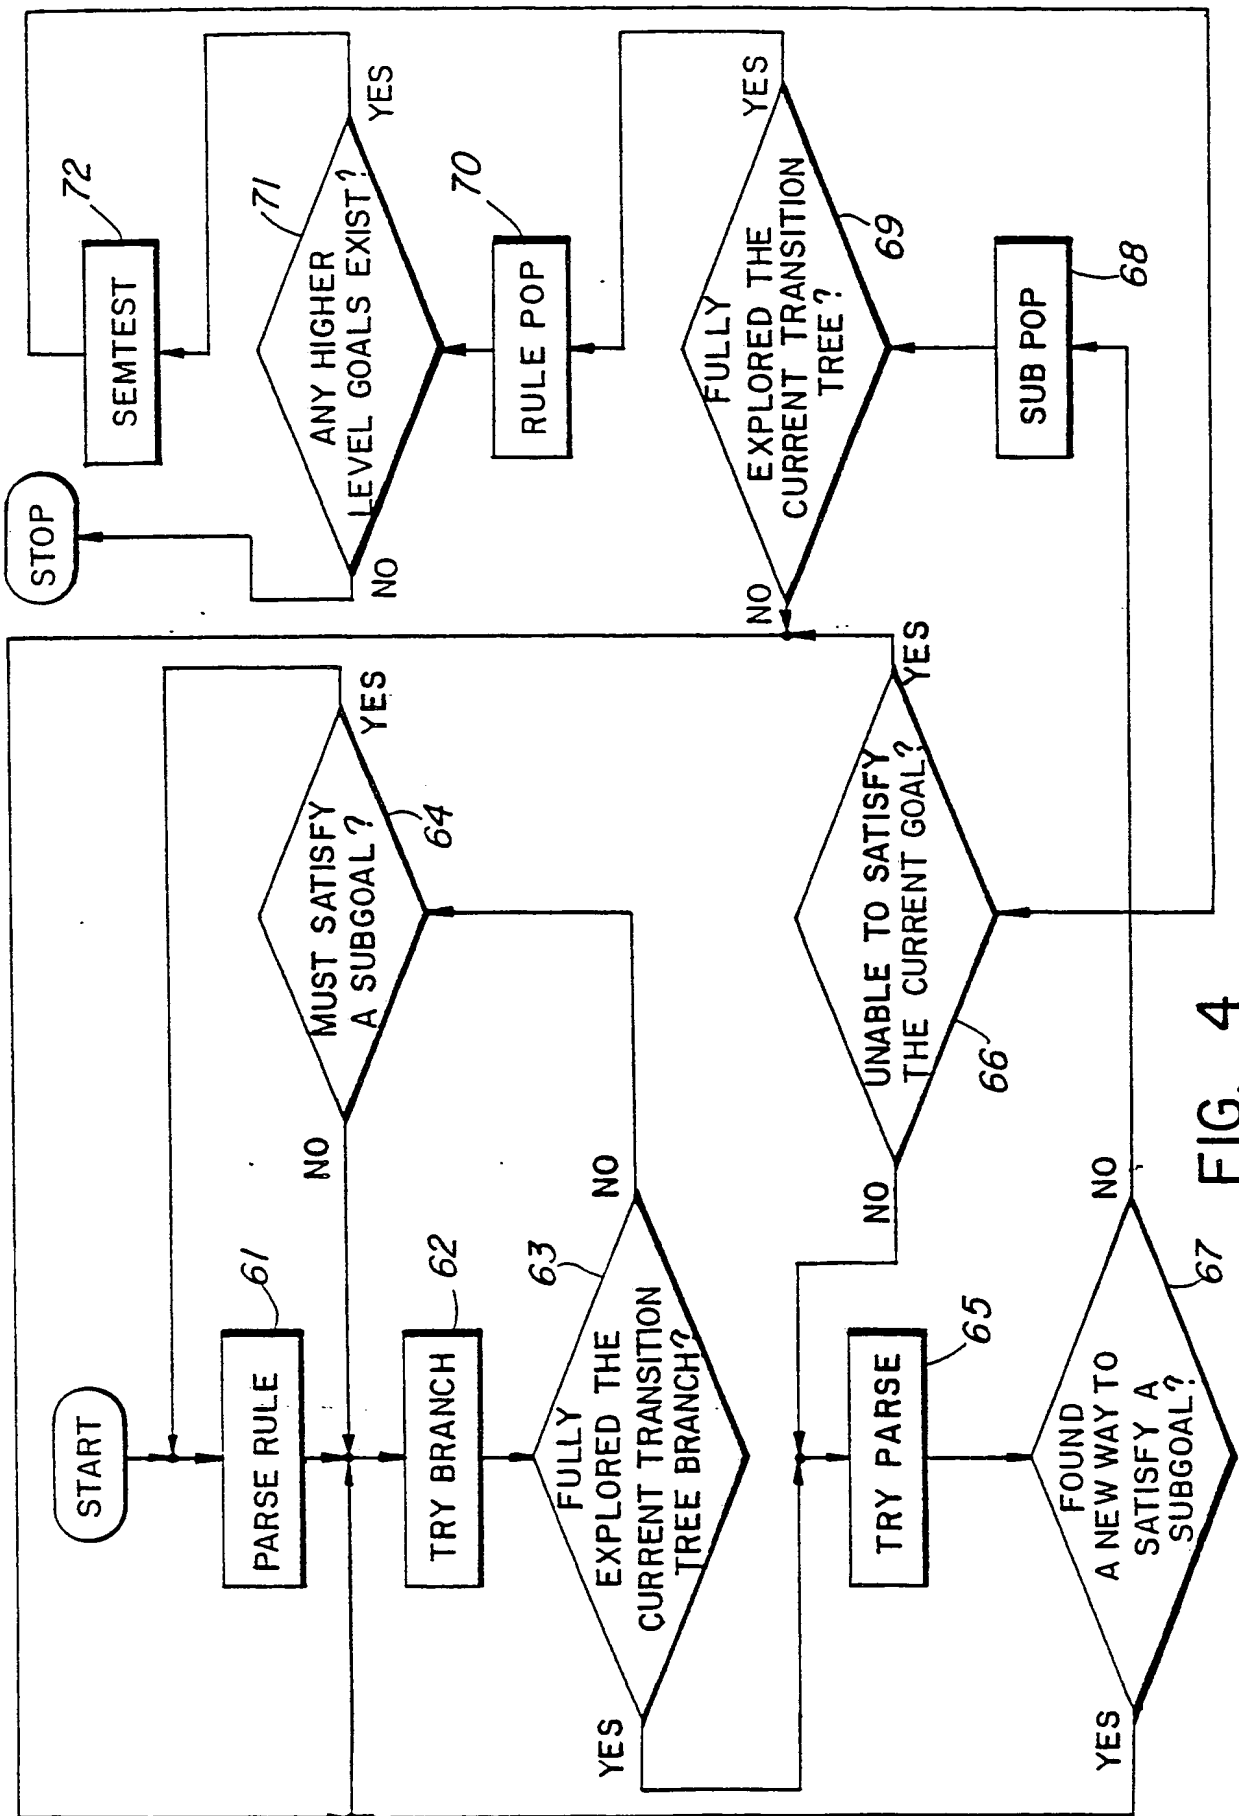 START
PARSE RULE
61
TRY BRANCH
62
FULLY
EXPLORED THE
CURRENT TRANSITION
TREE BRANCH?
63
YES
NO
MUST SATISFY
A SUBGOAL?
64
NO
YES
TRY PARSE
65
UNABLE TO SATISFY
THE CURRENT GOAL?
66
NO
YES
FOUND
A NEW WAY TO
SATISFY A
SUBGOAL?
67
YES
NO
STOP
SEMTEST
72
ANY HIGHER
LEVEL GOALS EXIST?
71
NO
YES
RULE POP
70
FULLY
EXPLORED THE
CURRENT TRANSITION
TREE?
69
NO
YES
SUB POP
68
FIG. 4